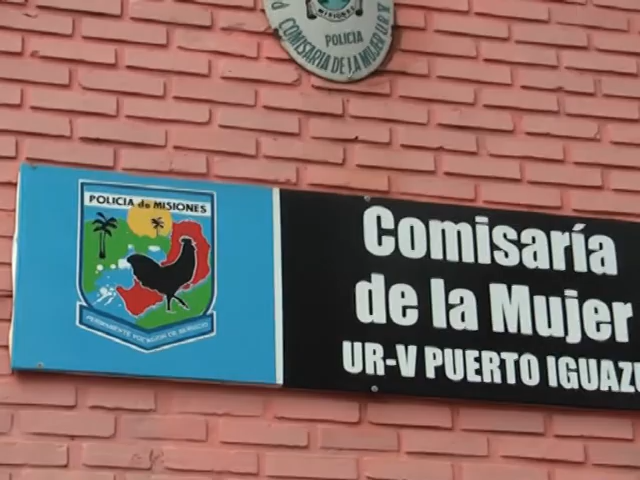 POLICIA
COMISARIA DE LA MUJER U.R.V
POLICIA de MISIONES
Comisaría
de la Mujer
UR-V PUERTO IGUAZU